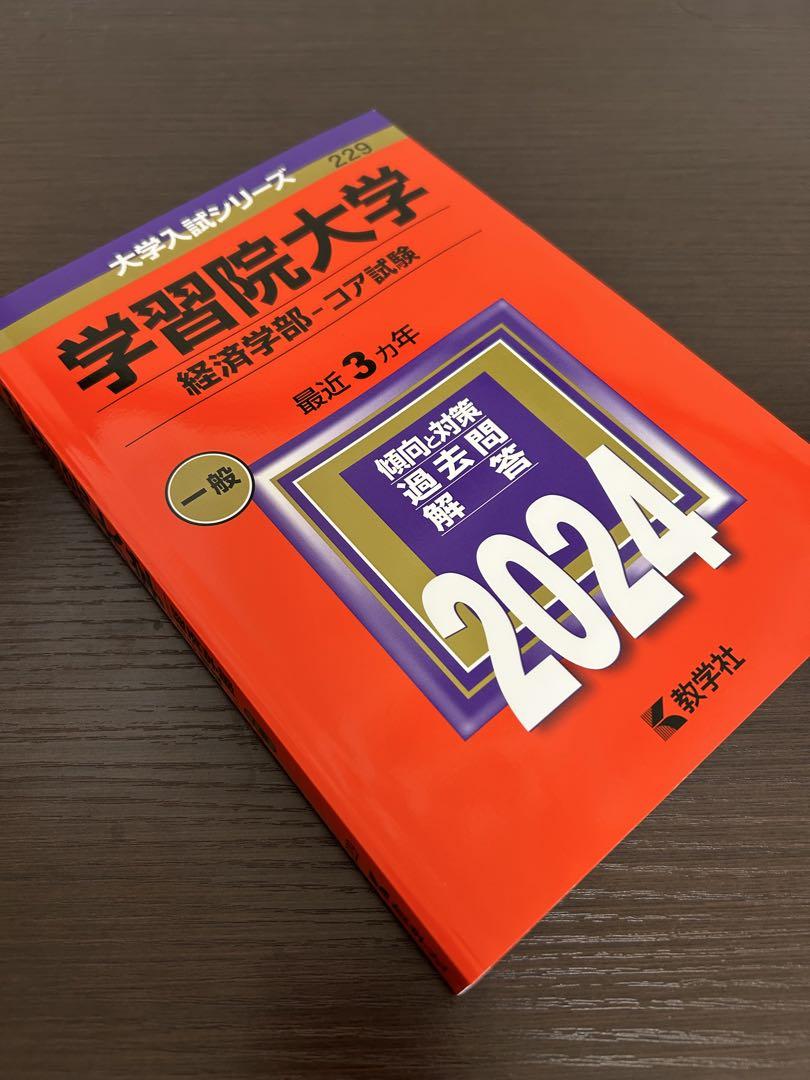 大学入試シリーズ
229
学習院大学
経済学部-コア試験
最近3カ年
一般
傾向と対策
過去問
解答
2024
教学社